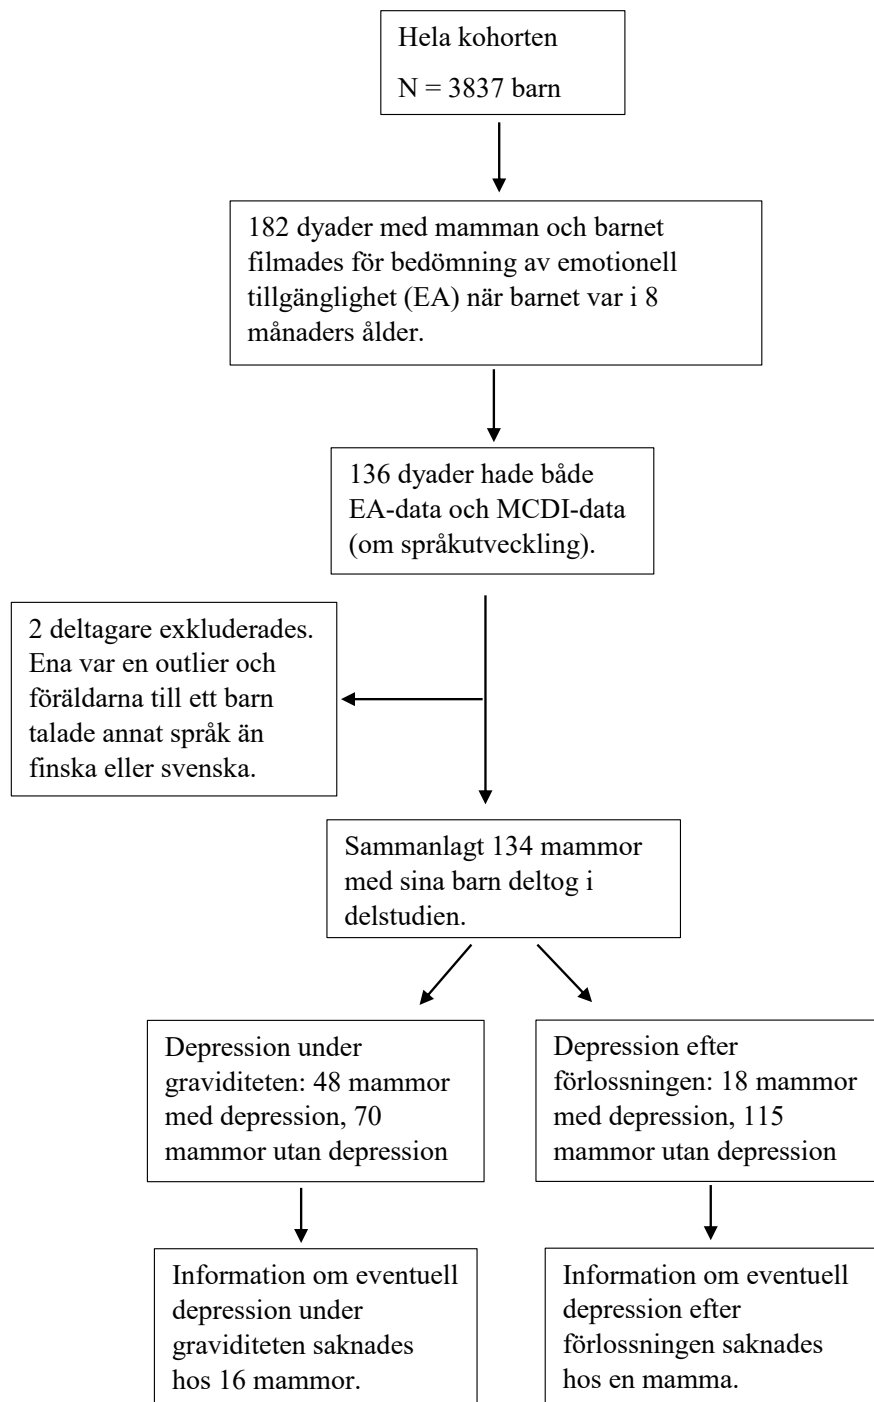 Hela kohorten
N = 3837 barn
182 dyader med mamman och barnet
filmades för bedömning av emotionell
tillgänglighet (EA) när barnet var i 8
månaders ålder.
136 dyader hade både
EA-data och MCDI-data
(om språkutveckling).
2 deltagare exkluderades.
Ena var en outlier och
föräldarna till ett barn
talade annat språk än
finska eller svenska.
Sammanlagt 134 mammor
med sina barn deltog i
delstudien.
Depression under
graviditeten: 48 mammor
med depression, 70
mammor utan depression
Depression efter
förlossningen: 18 mammor
med depression, 115
mammor utan depression
Information om eventuell
depression under
graviditeten saknades
hos 16 mammor.
Information om eventuell
depression efter
förlossningen saknades
hos en mamma.